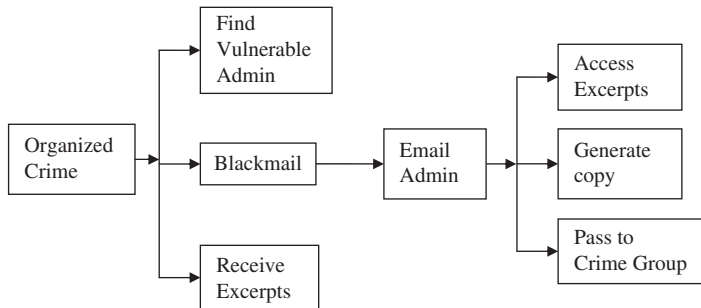 Find
Vulnerable
Admin
Organized
Crime
Blackmail
Receive
Excerpts
Email
Admin
Access
Excerpts
Generate
copy
Pass to
Crime Group